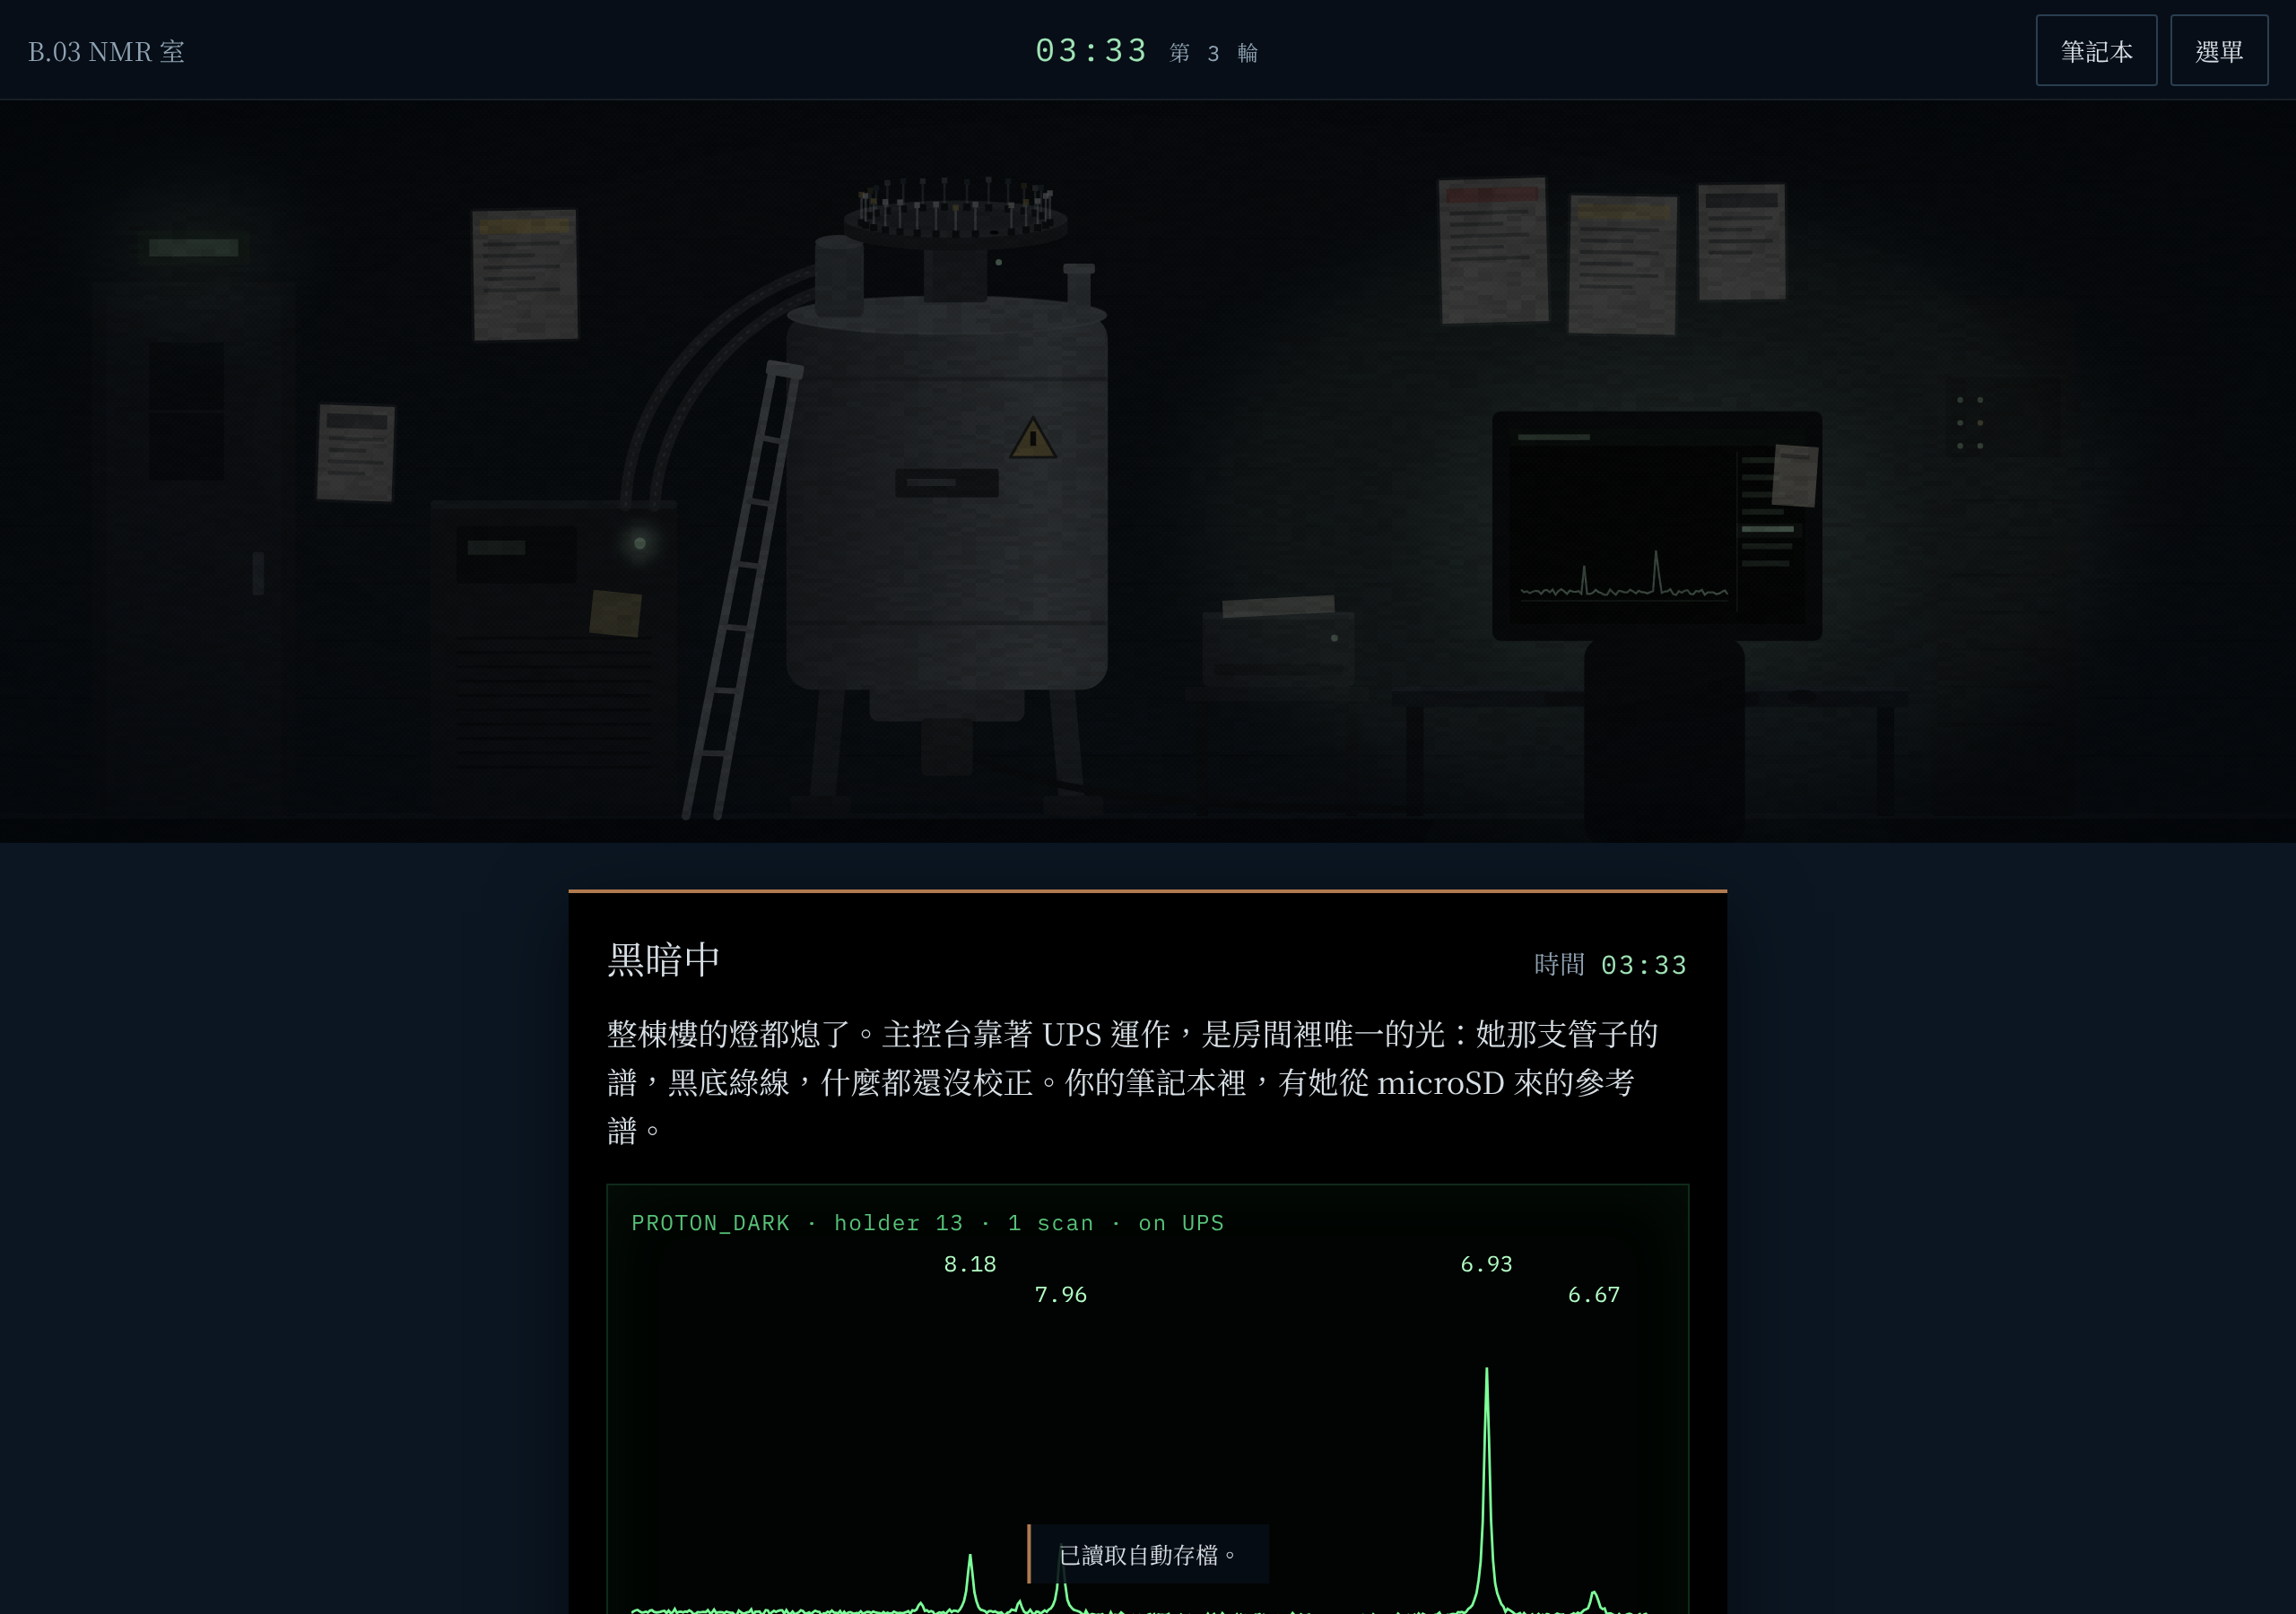 B.03 NMR 室
03:33 第 3 輪
筆記本
選單
黑暗中
時間 03:33
整棟樓的燈都熄了。主控台靠著 UPS 運作，是房間裡唯一的光：她那支管子的
譜，黑底綠線，什麼都還沒校正。你的筆記本裡，有她從 microSD 來的參考
譜。
PROTON_DARK · holder 13 · 1 scan · on UPS
8.18
6.93
7.96
6.67
已讀取自動存檔。